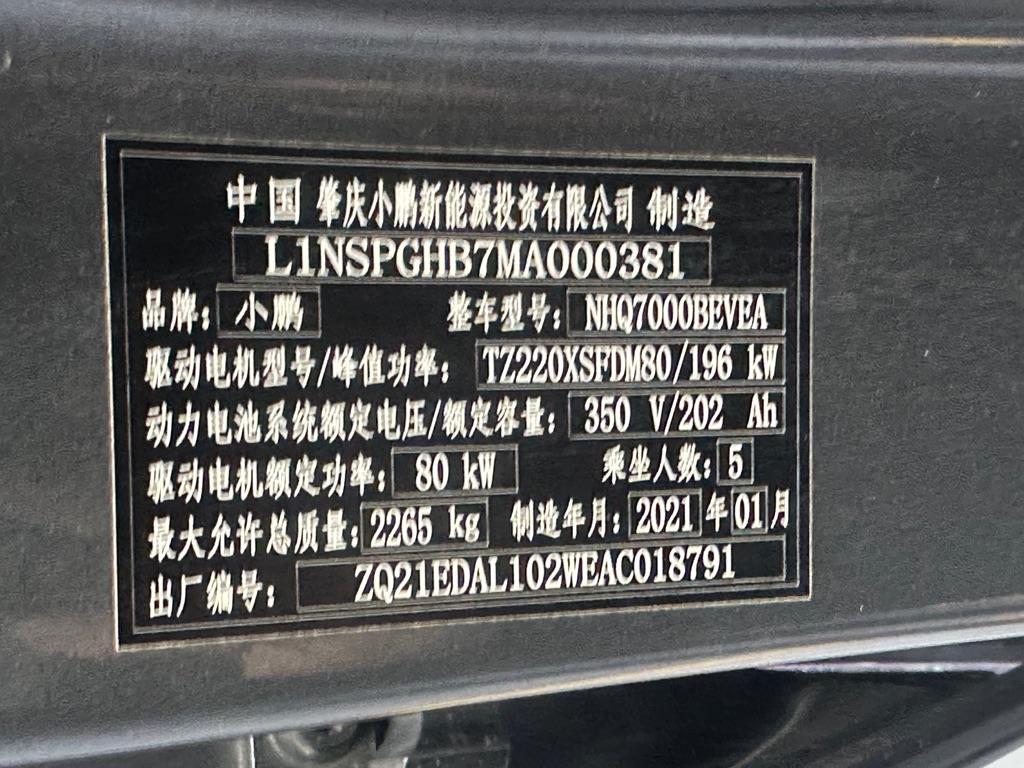 中国 肇庆小鹏新能源投资有限公司 制造
L1NSPGHB7MA000381
品牌: 小鹏 整车型号: NHQ7000BEVEA
驱动电机型号/峰值功率: TZ220XSFDM80/196 kW
动力电池系统额定电压/额定容量: 350 V/202 Ah
驱动电机额定功率: 80 kW 乘坐人数: 5
最大允许总质量: 2265 kg 制造年月: 2021 年 01 月
出厂编号: ZQ21EDAL102WEAC018791